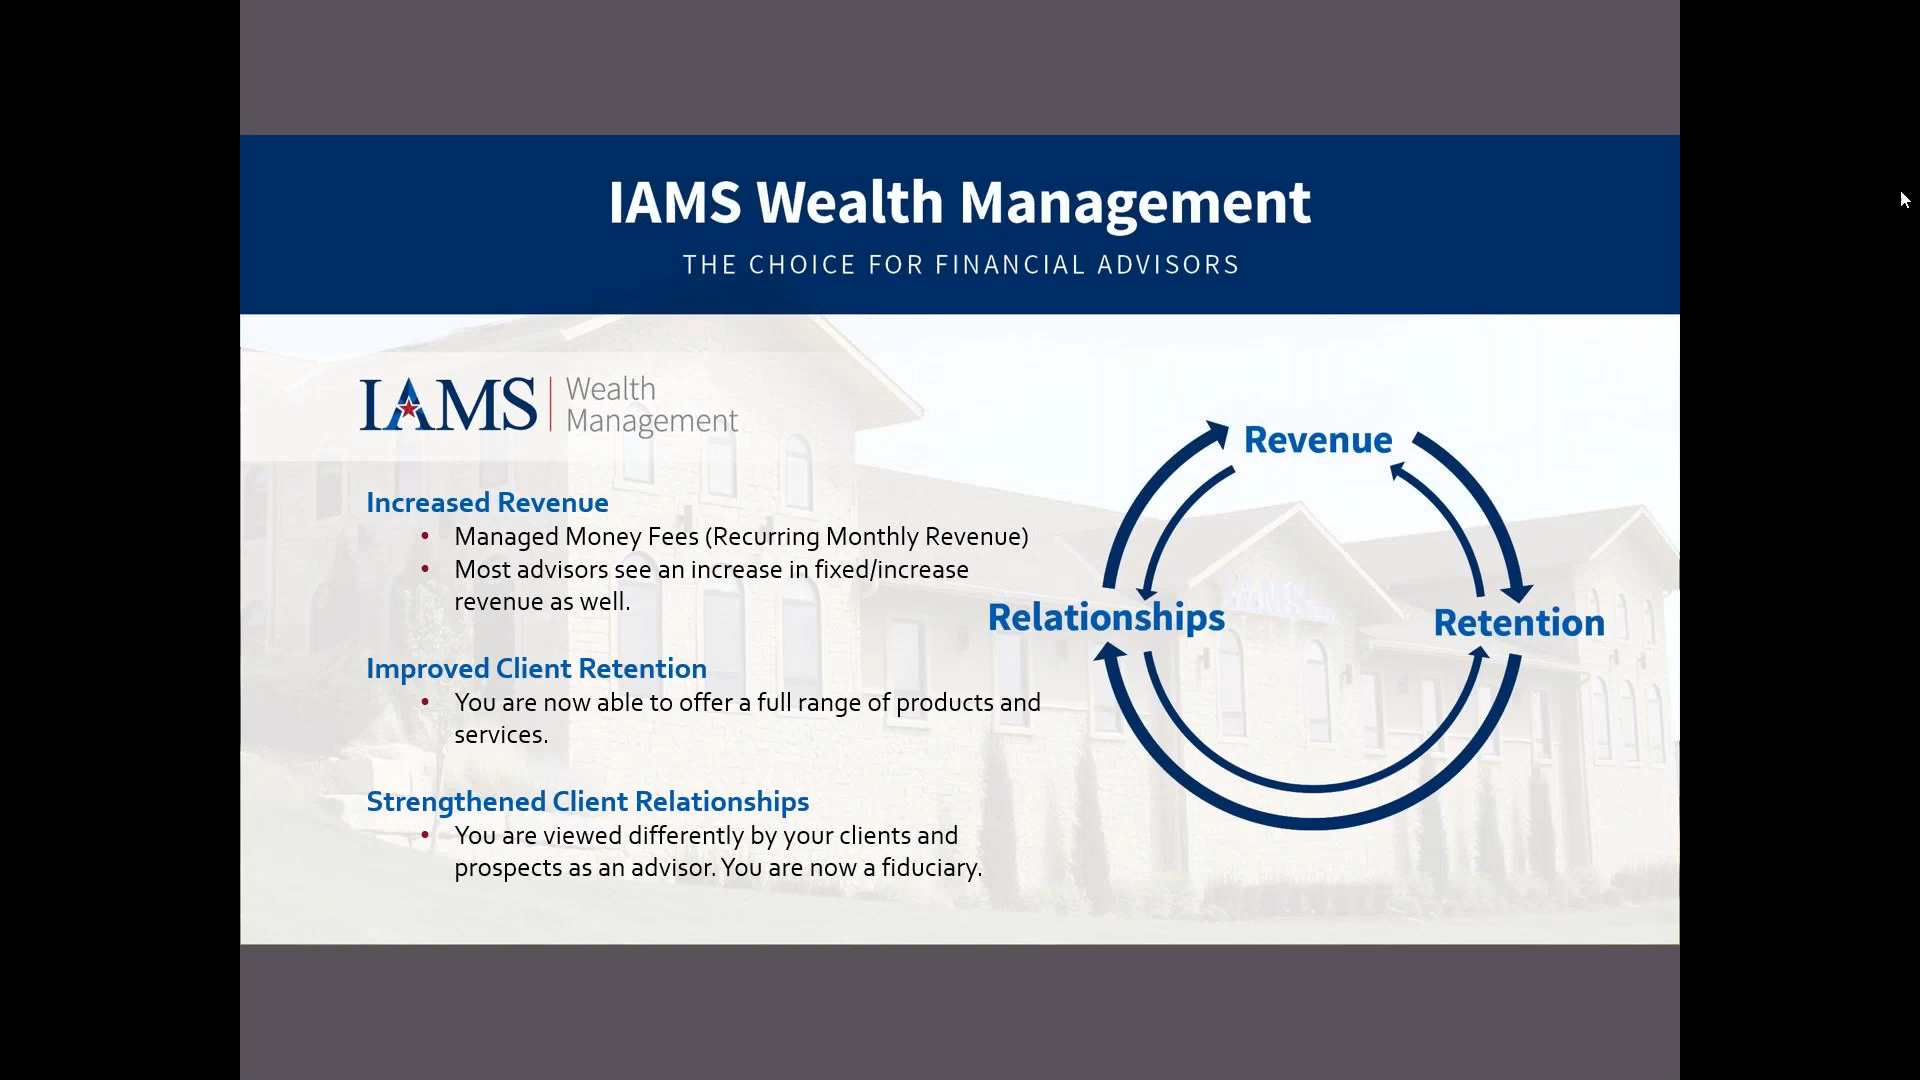 IAMS Wealth Management
THE CHOICE FOR FINANCIAL ADVISORS
IAMS
Wealth
Management
Increased Revenue
• Managed Money Fees (Recurring Monthly Revenue)
• Most advisors see an increase in fixed/increase
revenue as well.
Improved Client Retention
• You are now able to offer a full range of products and
services.
Strengthened Client Relationships
• You are viewed differently by your clients and
prospects as an advisor. You are now a fiduciary.
Revenue
Relationships
Retention
IAMS